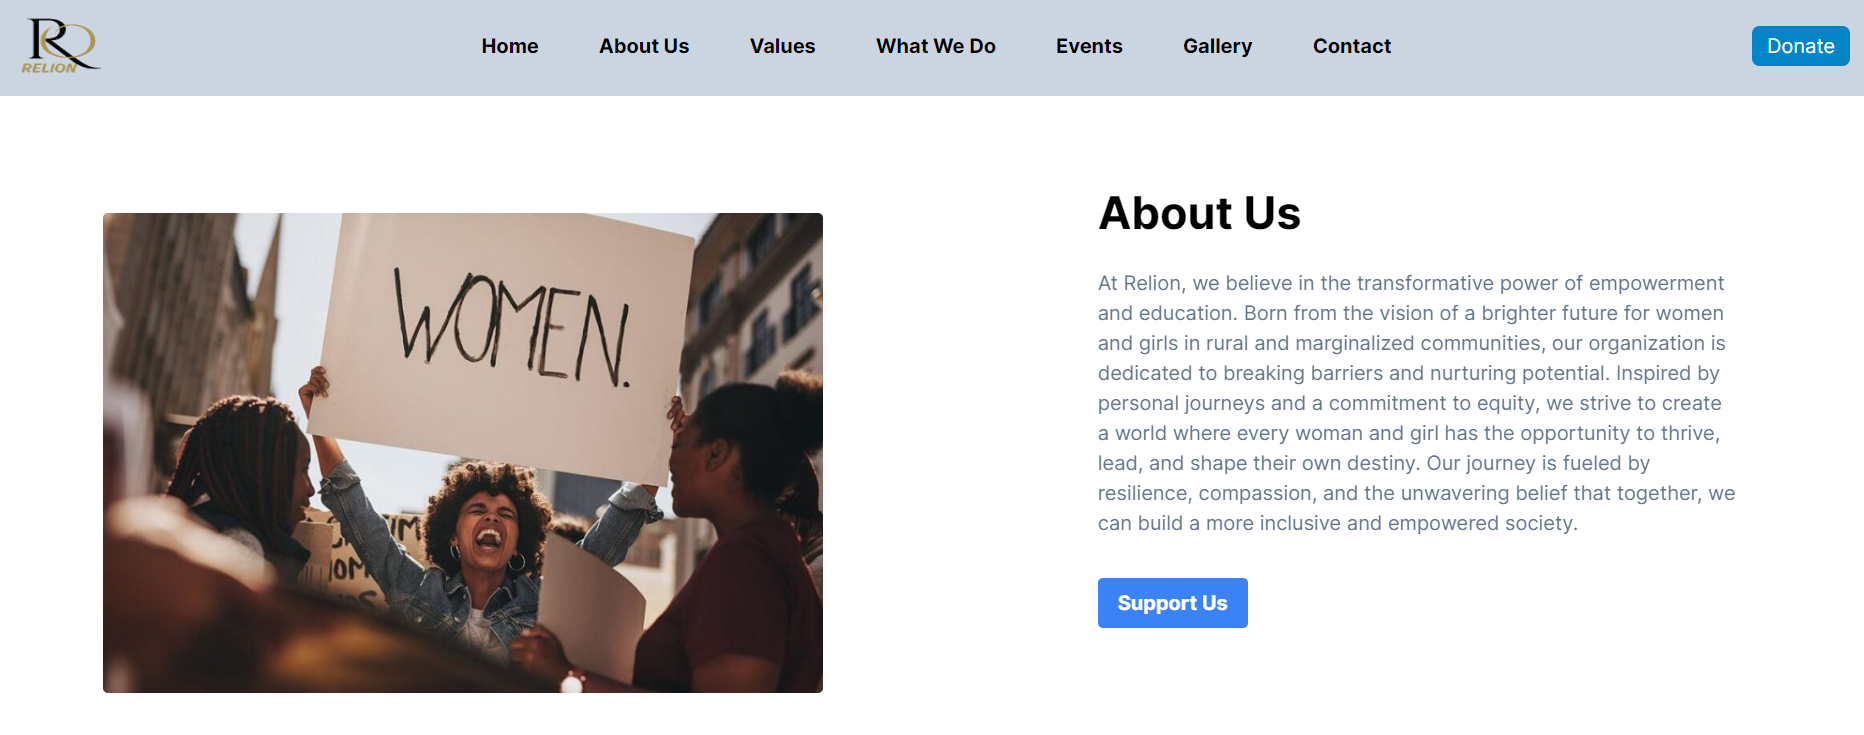 RELION
Home
About Us
Values
What We Do
Events
Gallery
Contact
Donate
WOMEN.
About Us
At Relion, we believe in the transformative power of empowerment
and education. Born from the vision of a brighter future for women
and girls in rural and marginalized communities, our organization is
dedicated to breaking barriers and nurturing potential. Inspired by
personal journeys and a commitment to equity, we strive to create
a world where every woman and girl has the opportunity to thrive,
lead, and shape their own destiny. Our journey is fueled by
resilience, compassion, and the unwavering belief that together, we
can build a more inclusive and empowered society.
Support Us